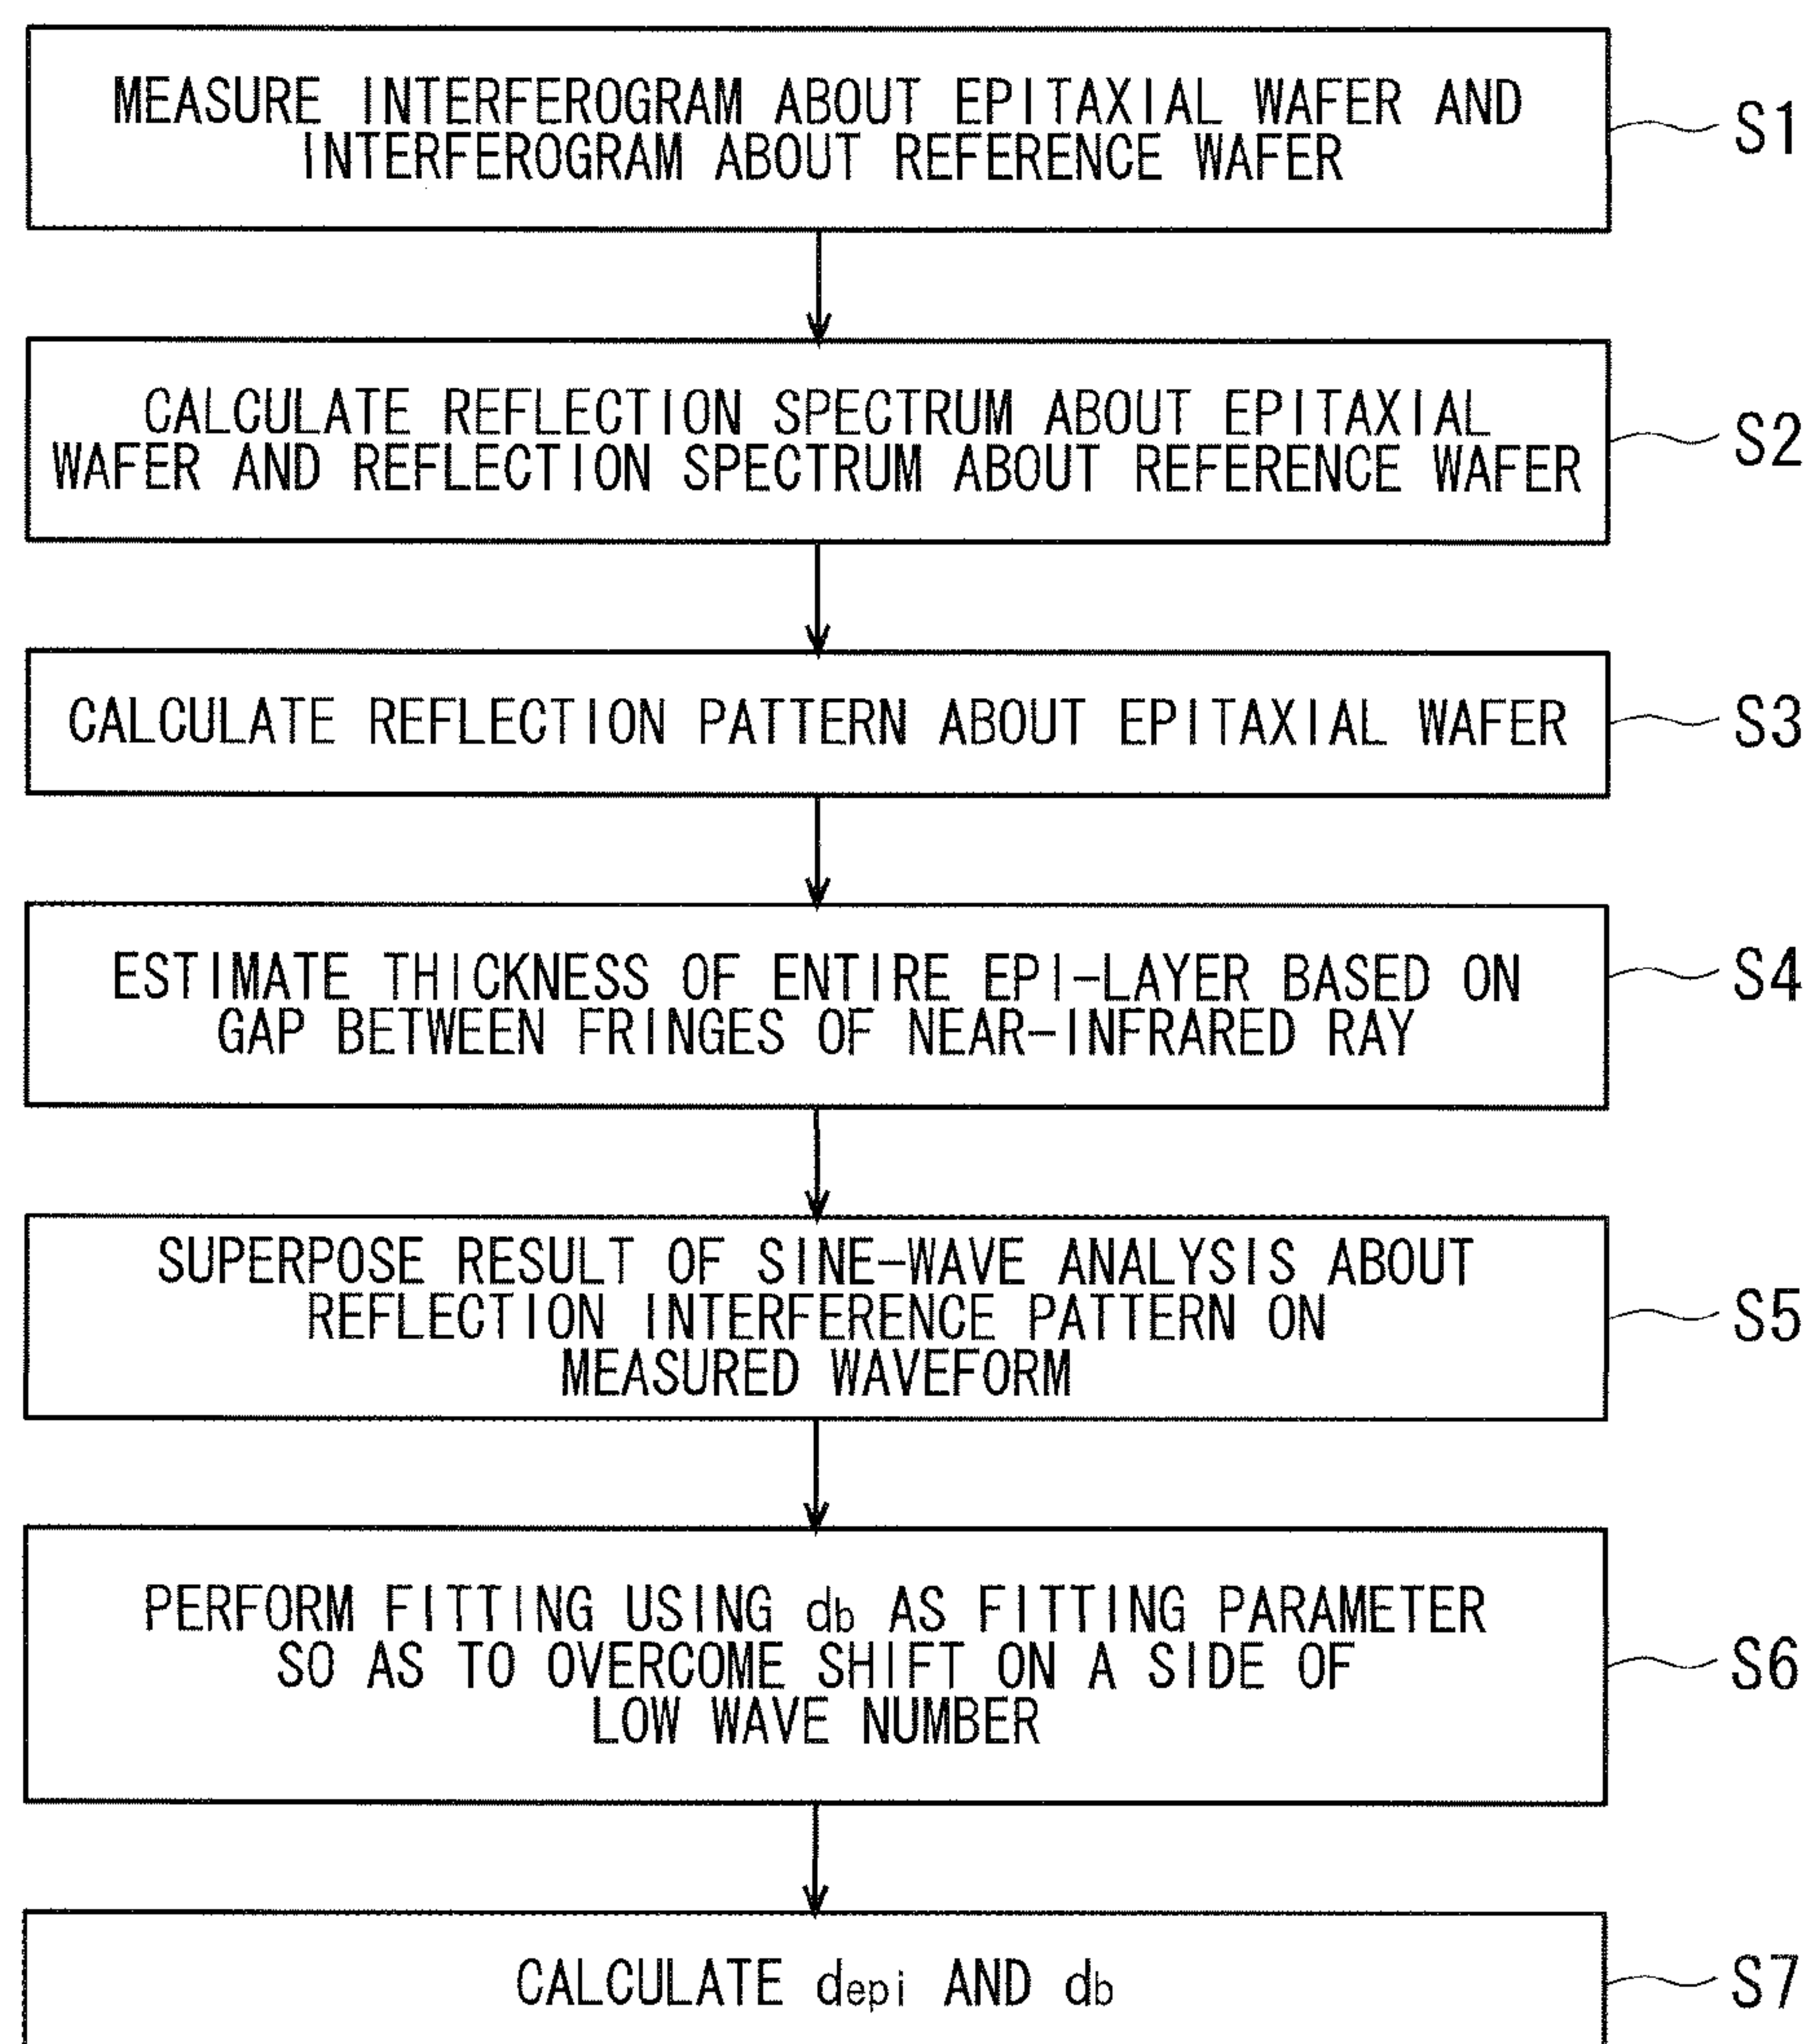 MEASURE INTERFEROGRAM ABOUT EPITAXIAL WAFER AND
INTERFEROGRAM ABOUT REFERENCE WAFER
S1
CALCULATE REFLECTION SPECTRUM ABOUT EPITAXIAL
WAFER AND REFLECTION SPECTRUM ABOUT REFERENCE WAFER
S2
CALCULATE REFLECTION PATTERN ABOUT EPITAXIAL WAFER
S3
ESTIMATE THICKNESS OF ENTIRE EPI-LAYER BASED ON
GAP BETWEEN FRINGES OF NEAR-INFRARED RAY
S4
SUPERPOSE RESULT OF SINE-WAVE ANALYSIS ABOUT
REFLECTION INTERFERENCE PATTERN ON
MEASURED WAVEFORM
S5
PERFORM FITTING USING db AS FITTING PARAMETER
SO AS TO OVERCOME SHIFT ON A SIDE OF
LOW WAVE NUMBER
S6
CALCULATE depi AND db
S7